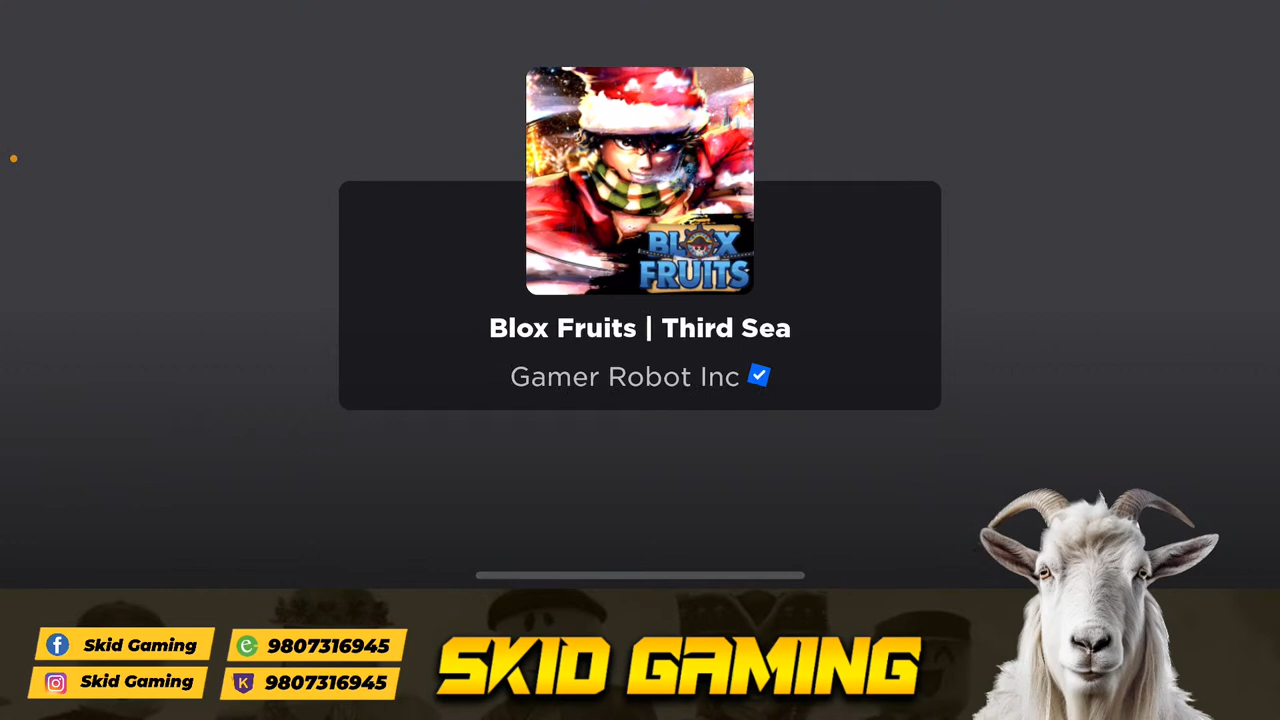 BLOX
FRUITS
Blox Fruits | Third Sea
Gamer Robot Inc
Skid Gaming
9807316945
Skid Gaming
9807316945
SKID GAMING